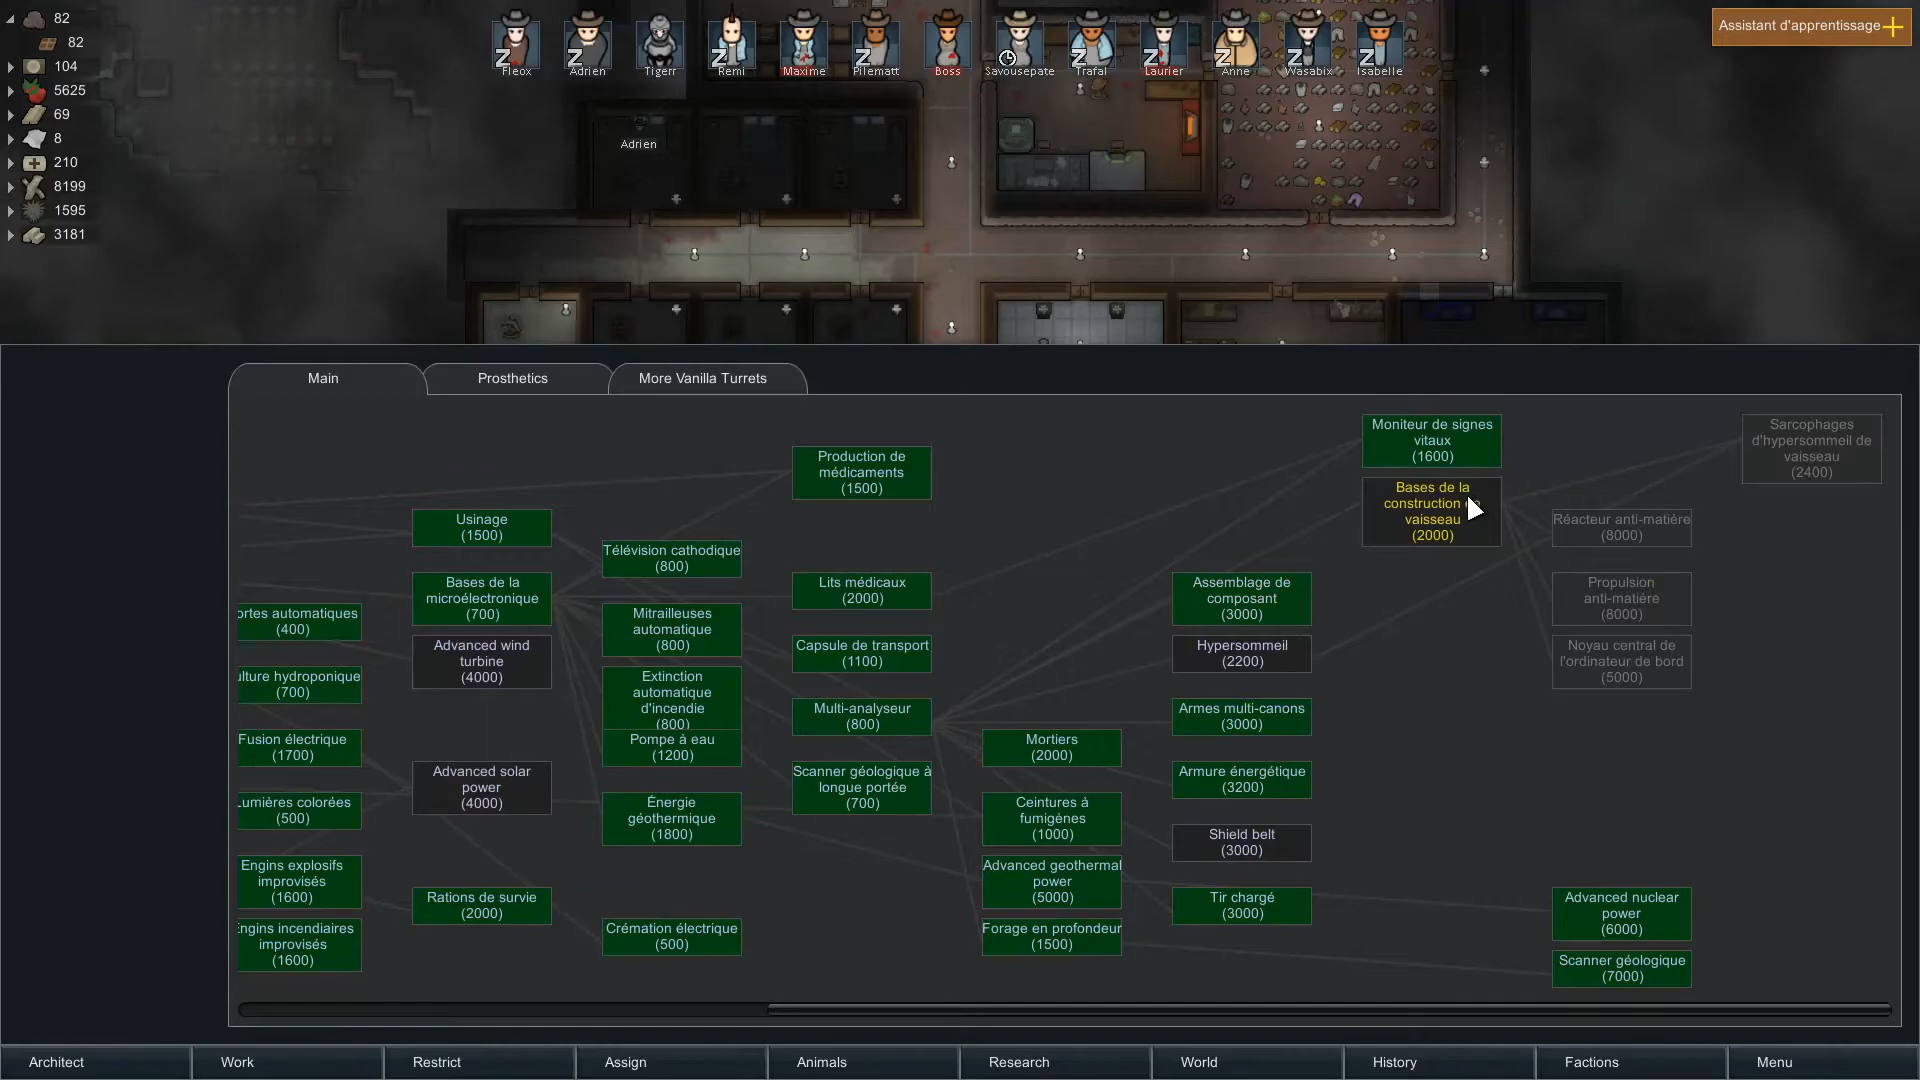 82
82
104
5625
69
8
210
8199
1595
3181
Fleox
Adrien
Tigerr
Remi
Maxime
Pilematt
Boss
Savousepate
Trafal
Laurier
Anne
Wasabix
Isabelle
Assistant d'apprentissage
Adrien
Main
Prosthetics
More Vanilla Turrets
ortes automatiques
(400)
ulture hydroponique
(700)
Fusion électrique
(1700)
Lumières colorées
(500)
Engins explosifs
improvisés
(1600)
Engins incendiaires
improvisés
(1600)
Usinage
(1500)
Bases de la
microélectronique
(700)
Advanced wind
turbine
(4000)
Advanced solar
power
(4000)
Rations de survie
(2000)
Télévision cathodique
(800)
Mitrailleuses
automatique
(800)
Extinction
automatique
d'incendie
(800)
Pompe à eau
(1200)
Énergie
géothermique
(1800)
Crémation électrique
(500)
Production de
médicaments
(1500)
Lits médicaux
(2000)
Capsule de transport
(1100)
Multi-analyseur
(800)
Scanner géologique à
longue portée
(700)
Mortiers
(2000)
Ceintures à
fumigènes
(1000)
Advanced geothermal
power
(5000)
Forage en profondeur
(1500)
Assemblage de
composant
(3000)
Hypersommeil
(2200)
Armes multi-canons
(3000)
Armure énergétique
(3200)
Shield belt
(3000)
Tir chargé
(3000)
Moniteur de signes
vitaux
(1600)
Bases de la
construction
vaisseau
(2000)
Réacteur anti-matière
(8000)
Propulsion
anti-matière
(8000)
Noyau central de
l'ordinateur de bord
(5000)
Advanced nuclear
power
(6000)
Scanner géologique
(7000)
Sarcophages
d'hypersommeil de
vaisseau
(2400)
Architect
Work
Restrict
Assign
Animals
Research
World
History
Factions
Menu